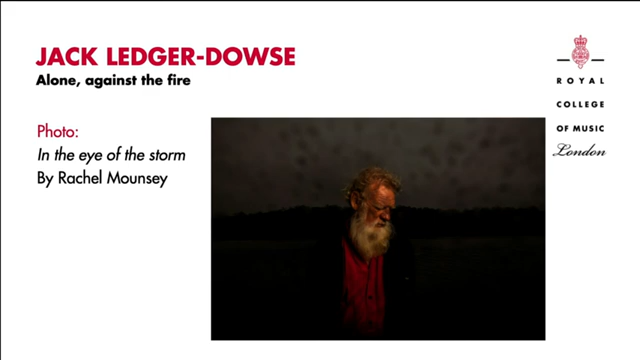 JACK LEDGER-DOWSE
Alone, against the fire
Photo:
In the eye of the storm
By Rachel Mounsey
ROYAL
COLLEGE
OF MUSIC
London